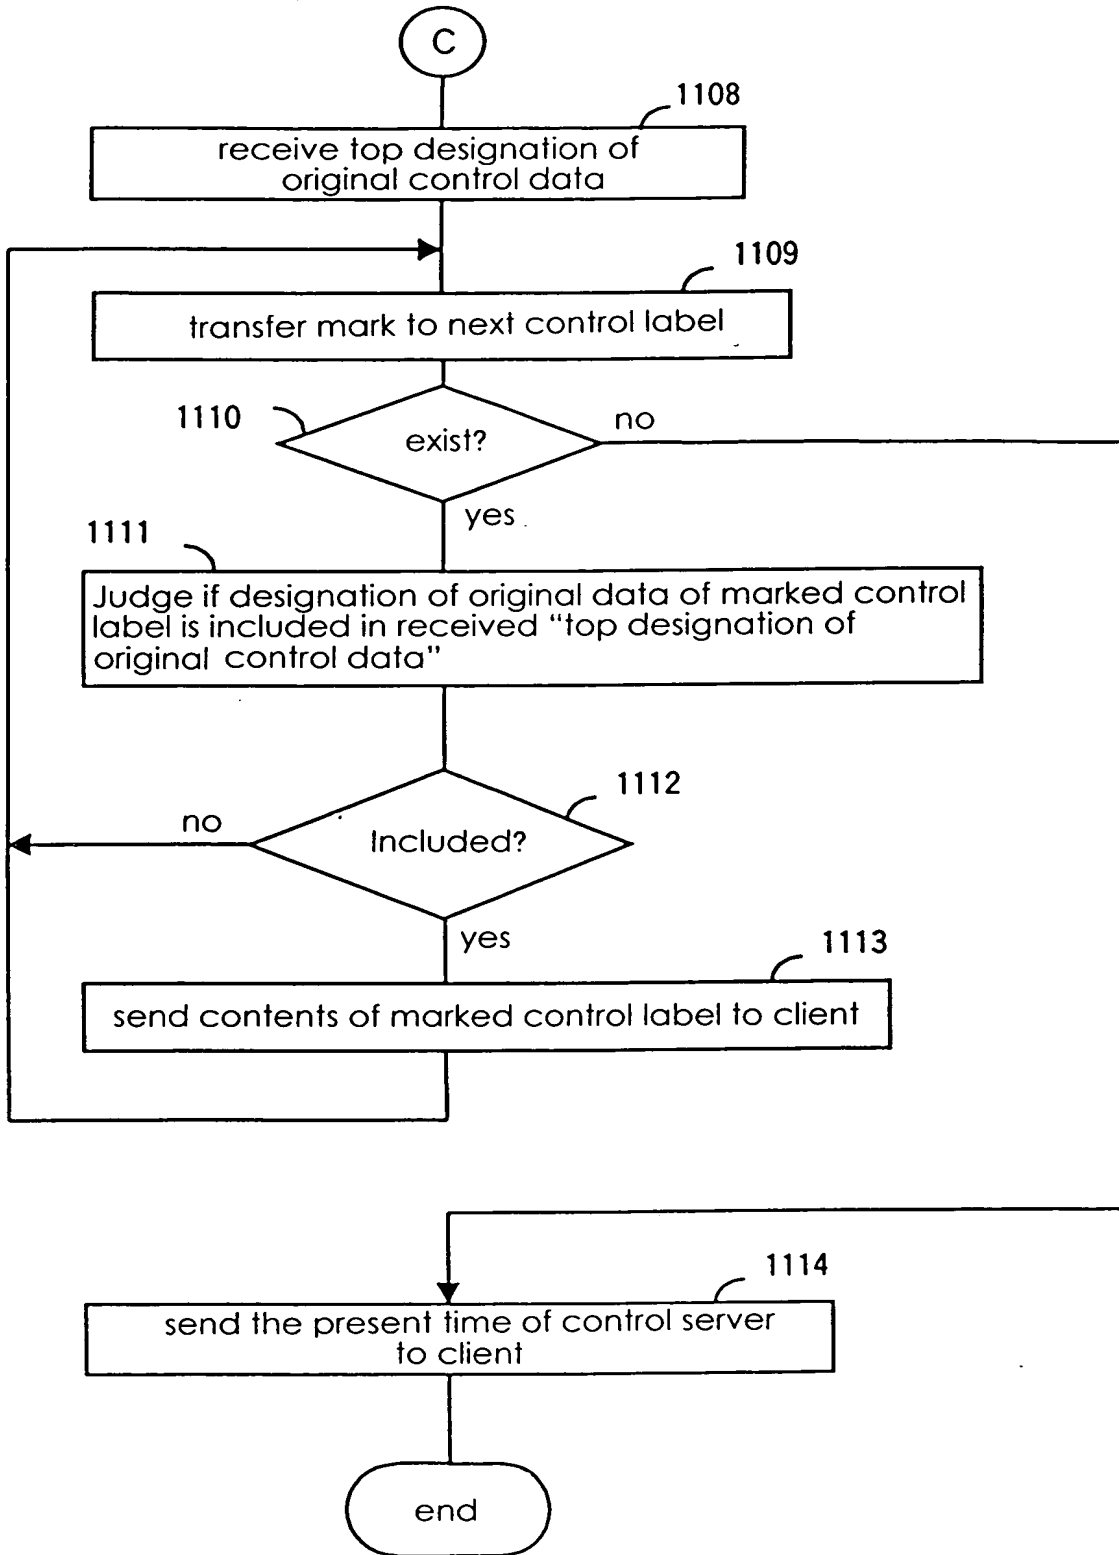 C
1108
receive top designation of
original control data
1109
transfer mark to next control label
1110
exist?
no
yes
1111
Judge if designation of original data of marked control
label is included in received “top designation of
original control data”
1112
no
Included?
yes
1113
send contents of marked control label to client
1114
send the present time of control server
to client
end